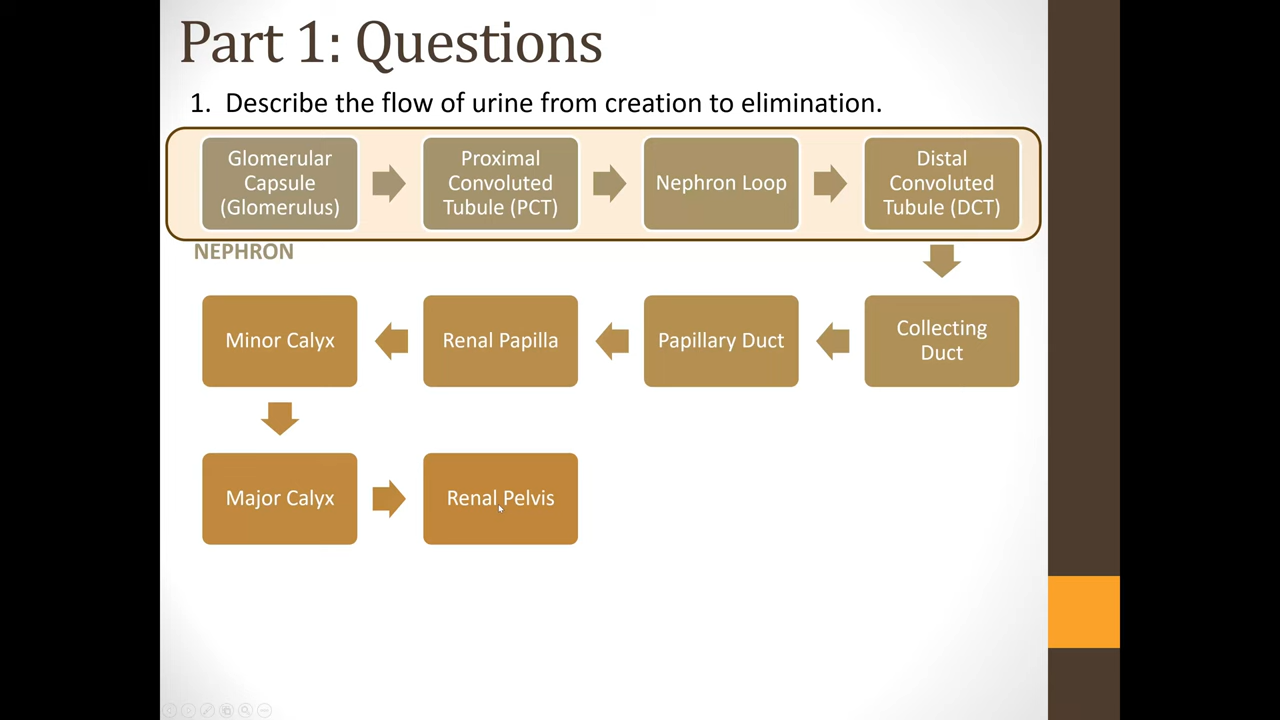 Part 1: Questions
1. Describe the flow of urine from creation to elimination.
Glomerular
Capsule
(Glomerulus)
Proximal
Convoluted
Tubule (PCT)
Nephron Loop
Distal
Convoluted
Tubule (DCT)
NEPHRON
Minor Calyx
Renal Papilla
Papillary Duct
Collecting
Duct
Major Calyx
Renal Pelvis